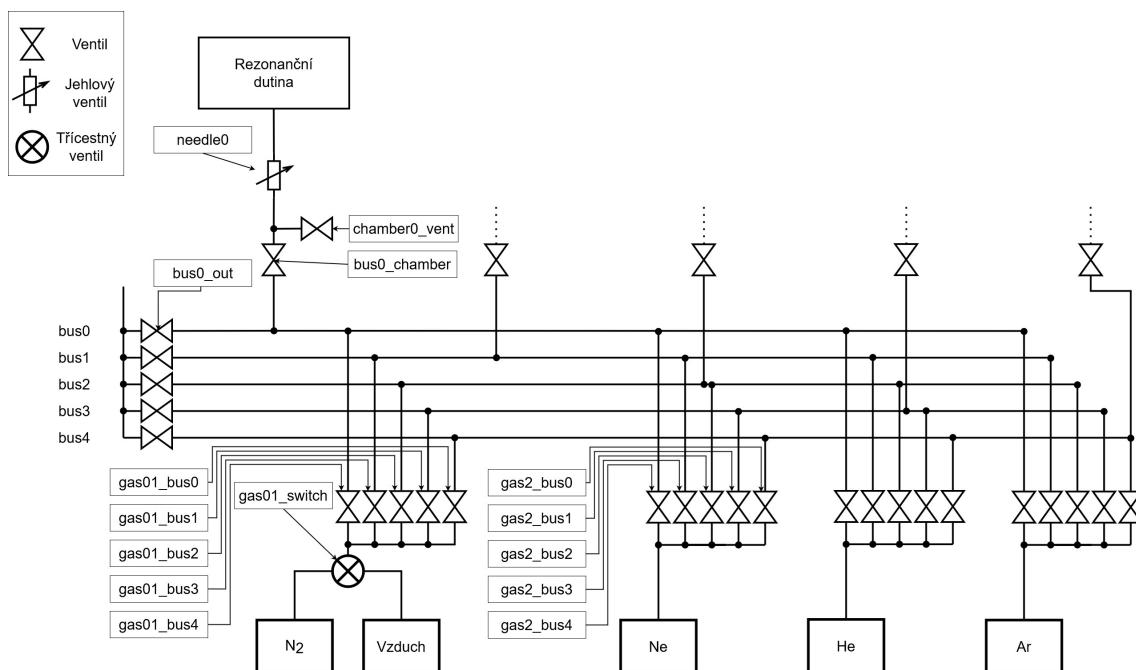 Ventil
Jehlový
ventil
Třícestný
ventil
Rezonanční
dutina
needle0
chamber0_vent
bus0_chamber
bus0_out
bus0
bus1
bus2
bus3
bus4
gas01_bus0
gas01_bus1
gas01_bus2
gas01_bus3
gas01_bus4
gas01_switch
gas2_bus0
gas2_bus1
gas2_bus2
gas2_bus3
gas2_bus4
N2
Vzduch
Ne
He
Ar